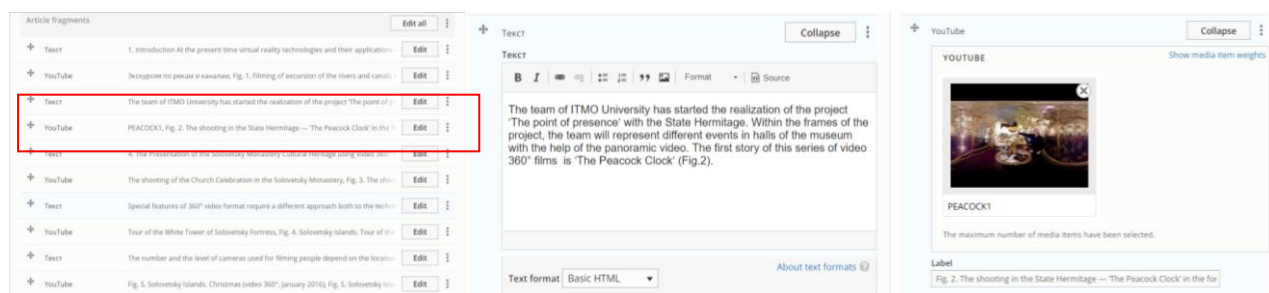 Article fragments
Edit all
Текст 1. Introduction At the present time virtual reality technologies and their applications Edit
YouTube Экскурсия по рекам и каналам, Fig. 1. Filming of excursion of the rivers and canals Edit
Текст The team of ITMO University has started the realization of the project 'The point of Edit
YouTube PEACOCK1, Fig. 2. The shooting in the State Hermitage — 'The Peacock Clock' in the Edit
Текст 4. The Presentation of the Solovetsky Monastery Cultural Heritage using Video 360° Edit
YouTube The shooting of the Church Celebration in the Solovetsky Monastery, Fig. 3. The Edit
Текст Special features of 360° video format require a different approach both to the Edit
YouTube Tour of the White Tower of Solovetsky Fortress, Fig. 4. Solovetsky Islands. Tour of Edit
Текст The number and the level of cameras used for filming people depend on the Edit
YouTube Fig. 5. Solovetsky Islands, Christmas (video 360°, January 2016), Fig. 5. Solovetsky Edit
Текст
Collapse
Текст
B I Format Source
The team of ITMO University has started the realization of the project
'The point of presence' with the State Hermitage. Within the frames of the
project, the team will represent different events in halls of the museum
with the help of the panoramic video. The first story of this series of video
360° films is 'The Peacock Clock' (Fig.2).
About text formats
Text format Basic HTML
YouTube
Collapse
YOUTUBE
Show media item weights
PEACOCK1
The maximum number of media items have been selected.
Label
Fig. 2. The shooting in the State Hermitage — 'The Peacock Clock' in the for